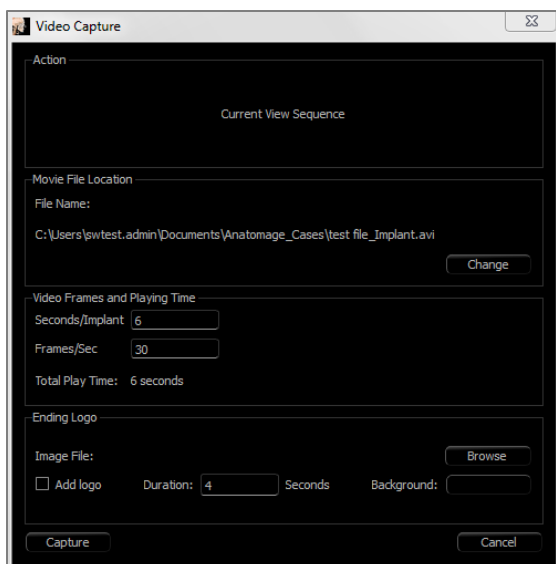 Video Capture
Action
Current View Sequence
Movie File Location
File Name:
C:\Users\swtest.admin\Documents\Anatomage_Cases\test file_Implant.avi
Change
Video Frames and Playing Time
Seconds/Implant 6
Frames/Sec 30
Total Play Time: 6 seconds
Ending Logo
Image File: Browse
Add logo Duration: 4 Seconds Background:
Capture Cancel